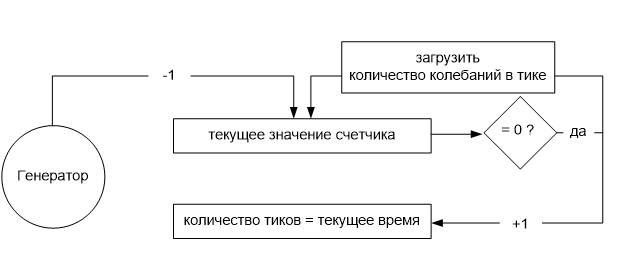 загрузить
количество колебаний в тике
-1
текущее значение счетчика
= 0 ?
да
Генератор
количество тиков = текущее время
+1